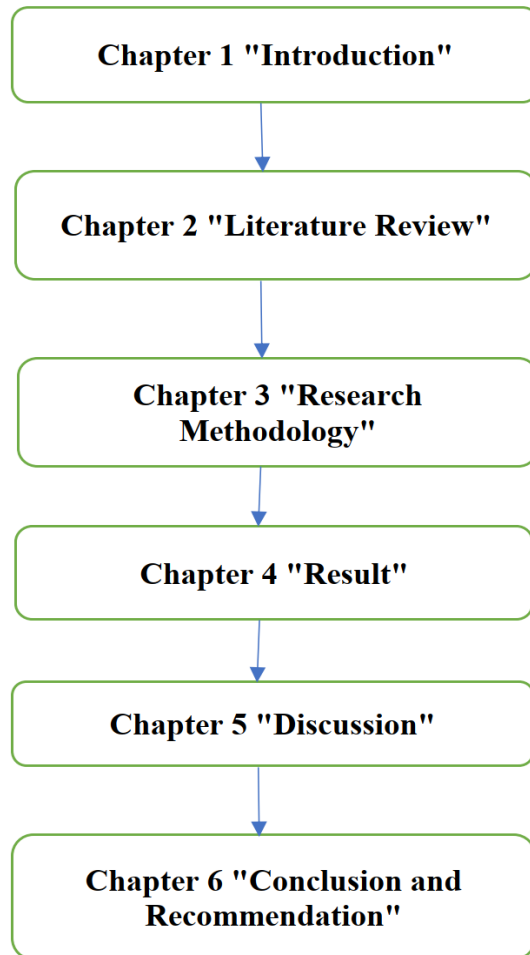 Chapter 1 "Introduction"
Chapter 2 "Literature Review"
Chapter 3 "Research
Methodology"
Chapter 4 "Result"
Chapter 5 "Discussion"
Chapter 6 "Conclusion and
Recommendation"